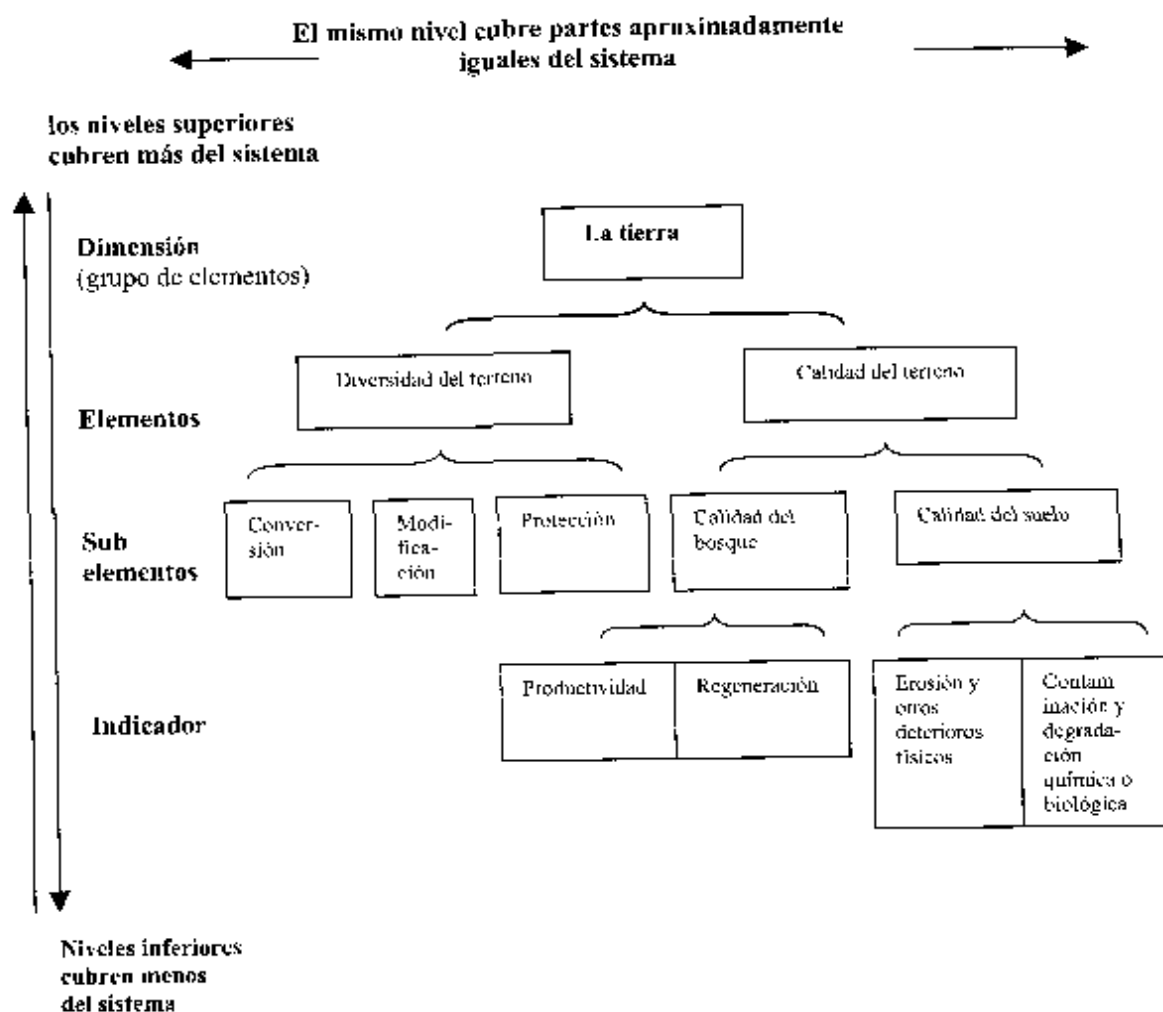 El mismo nivel cubre partes aproximadamente
iguales del sistema
los niveles superiores
cubren más del sistema
Dimensión
(grupo de elementos)
La tierra
Elementos
Diversidad del terreno
Calidad del terreno
Sub
elementos
Conver-
sión
Modi-
fica-
ción
Protección
Calidad del
bosque
Calidad del suelo
Indicador
Productividad
Regeneración
Erosión y
otros
deterioros
físicos
Contam
inación y
degrada-
ción
química o
biológica
Niveles inferiores
cubren menos
del sistema